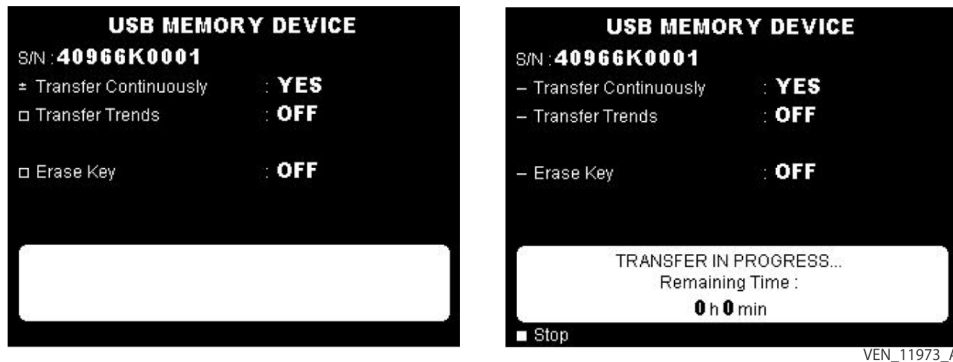 USB MEMORY DEVICE
S/N : 40966K0001
± Transfer Continuously : YES
□ Transfer Trends : OFF
□ Erase Key : OFF
USB MEMORY DEVICE
S/N : 40966K0001
– Transfer Continuously : YES
– Transfer Trends : OFF
– Erase Key : OFF
TRANSFER IN PROGRESS...
Remaining Time :
0 h 0 min
■ Stop
VEN_11973_A